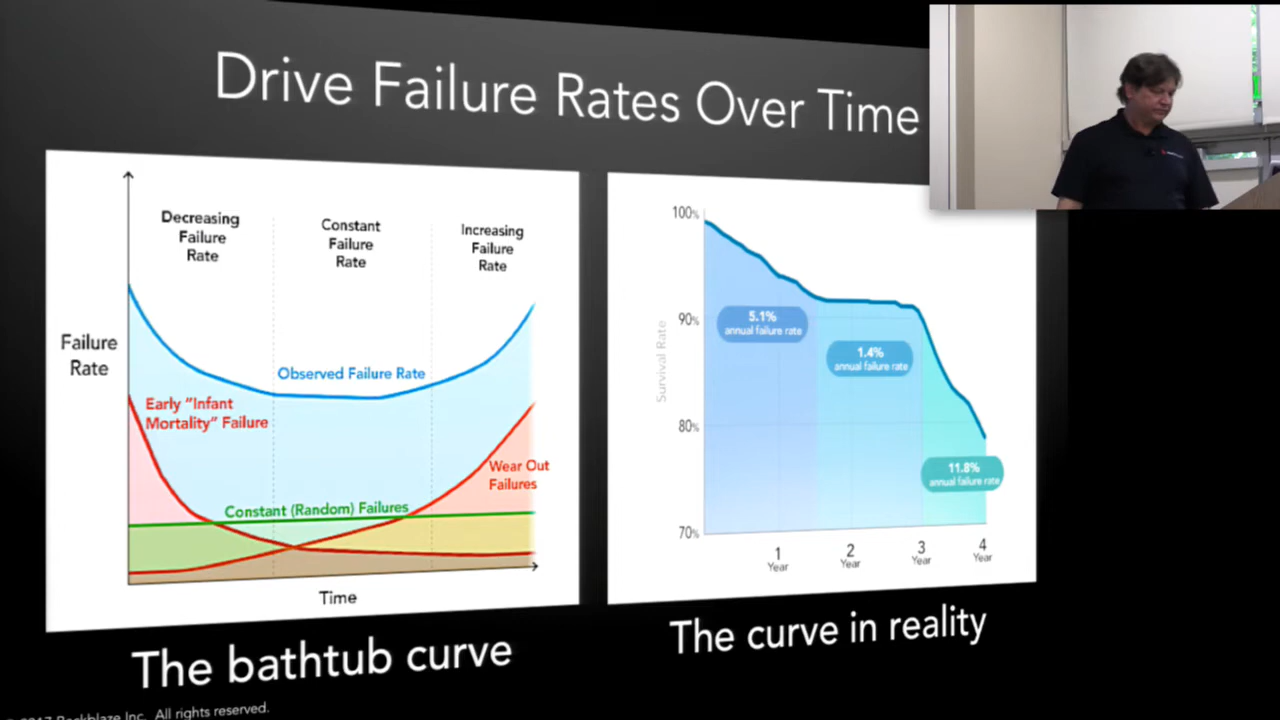 Drive Failure Rates Over Time
Decreasing
Failure
Rate
Constant
Failure
Rate
Increasing
Failure
Rate
Failure
Rate
Observed Failure Rate
Early "Infant
Mortality" Failure
Wear Out
Failures
Constant (Random) Failures
Time
The bathtub curve
100%
90%
80%
70%
Survival Rate
5.1%
annual failure rate
1.4%
annual failure rate
11.8%
annual failure rate
1
Year
2
Year
3
Year
4
Year
The curve in reality
2017 Backblaze Inc. All rights reserved.